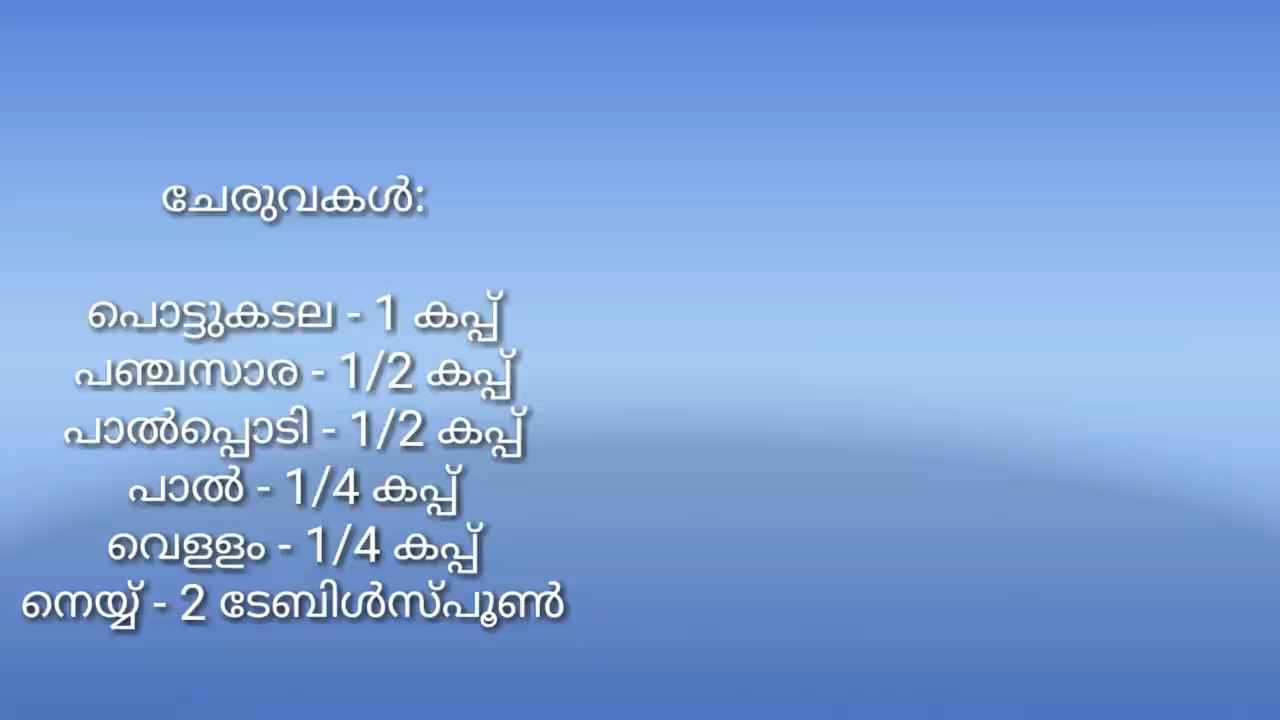 ചേരുവകൾ:
പൊട്ടുകടല - 1 കപ്പ്
പഞ്ചസാര - 1/2 കപ്പ്
പാൽപ്പൊടി - 1/2 കപ്പ്
പാൽ - 1/4 കപ്പ്
വെളളം - 1/4 കപ്പ്
നെയ്യ് - 2 ടേബിൾസ്പൂൺ